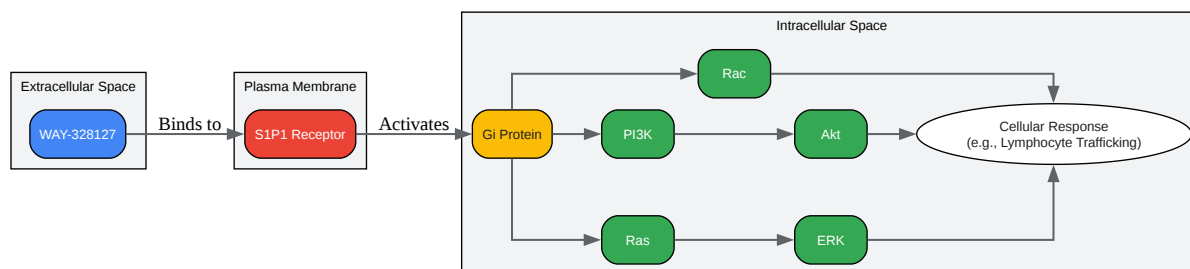 Intracellular Space
Extracellular Space
Plasma Membrane
WAY-328127
Binds to
S1P1 Receptor
Activates
Gi Protein
Rac
PI3K
Akt
Ras
ERK
Cellular Response
(e.g., Lymphocyte Trafficking)